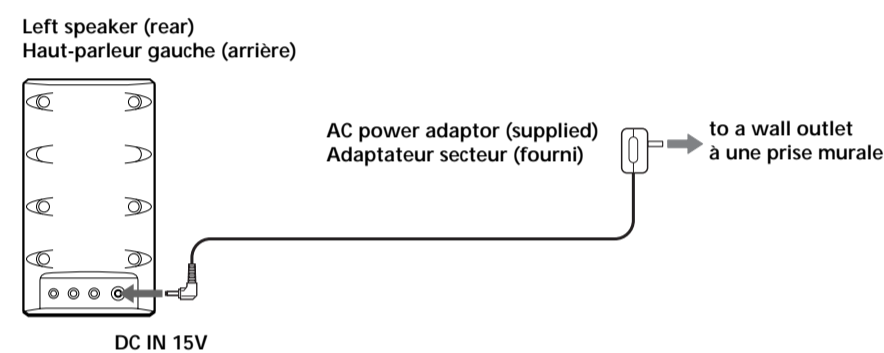 Left speaker (rear)
Haut-parleur gauche (arrière)
AC power adaptor (supplied)
Adaptateur secteur (fourni)
to a wall outlet
à une prise murale
DC IN 15V